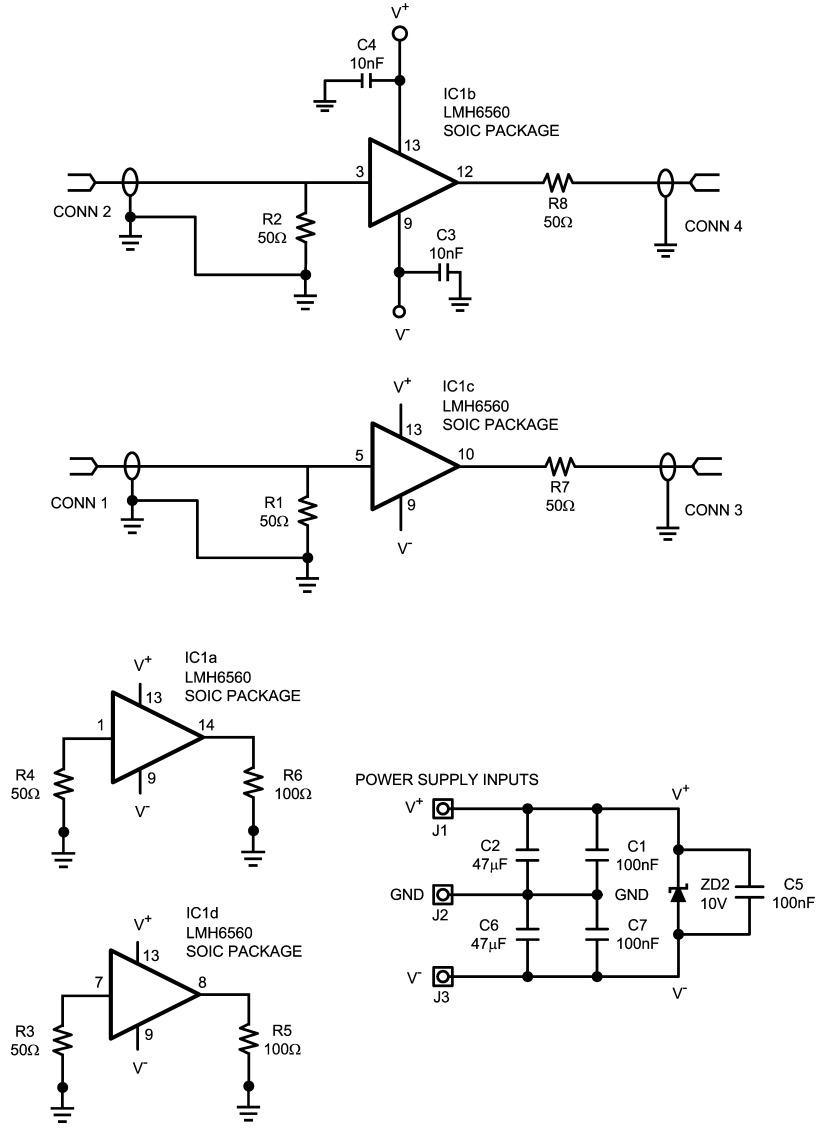 V+
C4
10nF
IC1b
LMH6560
SOIC PACKAGE
13
3
12
CONN 2
R2
50Ω
9
R8
50Ω
CONN 4
C3
10nF
V-
V+
IC1c
LMH6560
SOIC PACKAGE
13
5
10
CONN 1
R1
50Ω
9
R7
50Ω
CONN 3
V-
V+
IC1a
LMH6560
SOIC PACKAGE
13
1
14
R4
50Ω
9
R6
100Ω
V-
POWER SUPPLY INPUTS
V+
J1
V+
C2
47µF
C1
100nF
GND
J2
GND
ZD2
10V
C5
100nF
C6
47µF
C7
100nF
V-
J3
V-
V+
IC1d
LMH6560
SOIC PACKAGE
13
7
8
R3
50Ω
9
R5
100Ω
V-